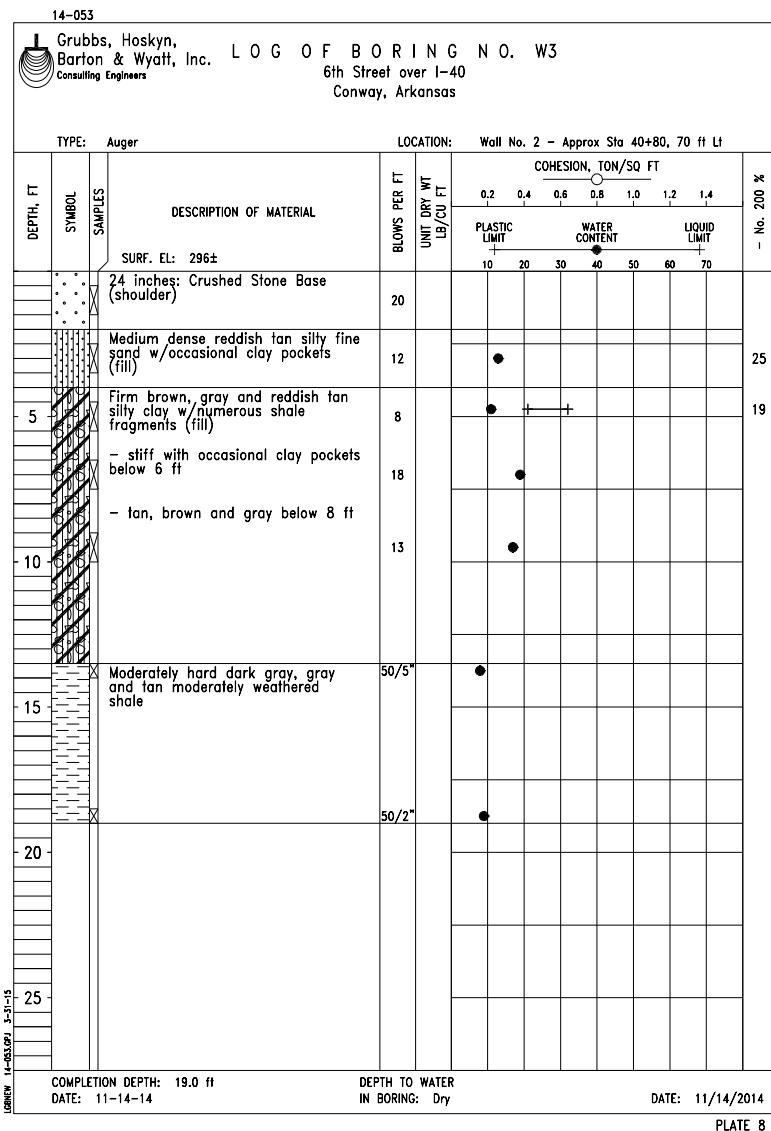 14-053
Grubbs, Hoskyn,
Barton & Wyatt, Inc.
Consulting Engineers
LOG OF BORING NO. W3
6th Street over I-40
Conway, Arkansas
TYPE: Auger
LOCATION: Wall No. 2 - Approx Sta 40+80, 70 ft Lt
DEPTH, FT
SYMBOL
SAMPLES
DESCRIPTION OF MATERIAL
SURF. EL: 296±
BLOWS PER FT
UNIT DRY WT
LB/CU FT
COHESION, TON/SQ FT
0.2 0.4 0.6 0.8 1.0 1.2 1.4
PLASTIC LIMIT
WATER CONTENT
LIQUID LIMIT
10 20 30 40 50 60 70
- No. 200 %
24 inches: Crushed Stone Base
(shoulder)
20
Medium dense reddish tan silty fine
sand w/occasional clay pockets
(fill)
12
25
Firm brown, gray and reddish tan
silty clay w/numerous shale
fragments (fill)
5
8
19
- stiff with occasional clay pockets
below 6 ft
18
- tan, brown and gray below 8 ft
13
10
Moderately hard dark gray, gray
and tan moderately weathered
shale
50/5"
15
50/2"
20
25
LGBNEW 14-053.GPJ 3-31-15
COMPLETION DEPTH: 19.0 ft
DATE: 11-14-14
DEPTH TO WATER
IN BORING: Dry
DATE: 11/14/2014
PLATE 8